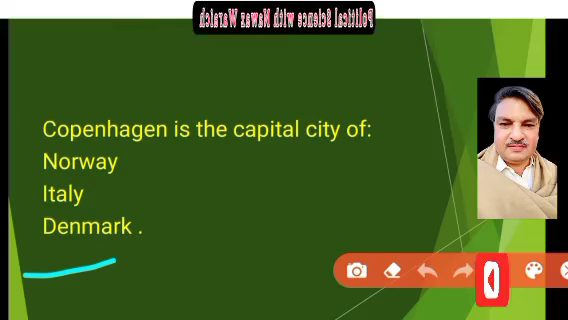 Political Science with Nawaz Waraich
Copenhagen is the capital city of:
Norway
Italy
Denmark .